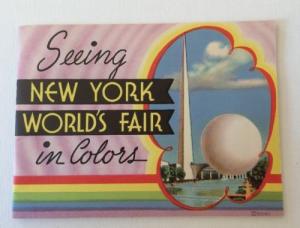 Seeing
NEW YORK
WORLD'S FAIR
in Colors